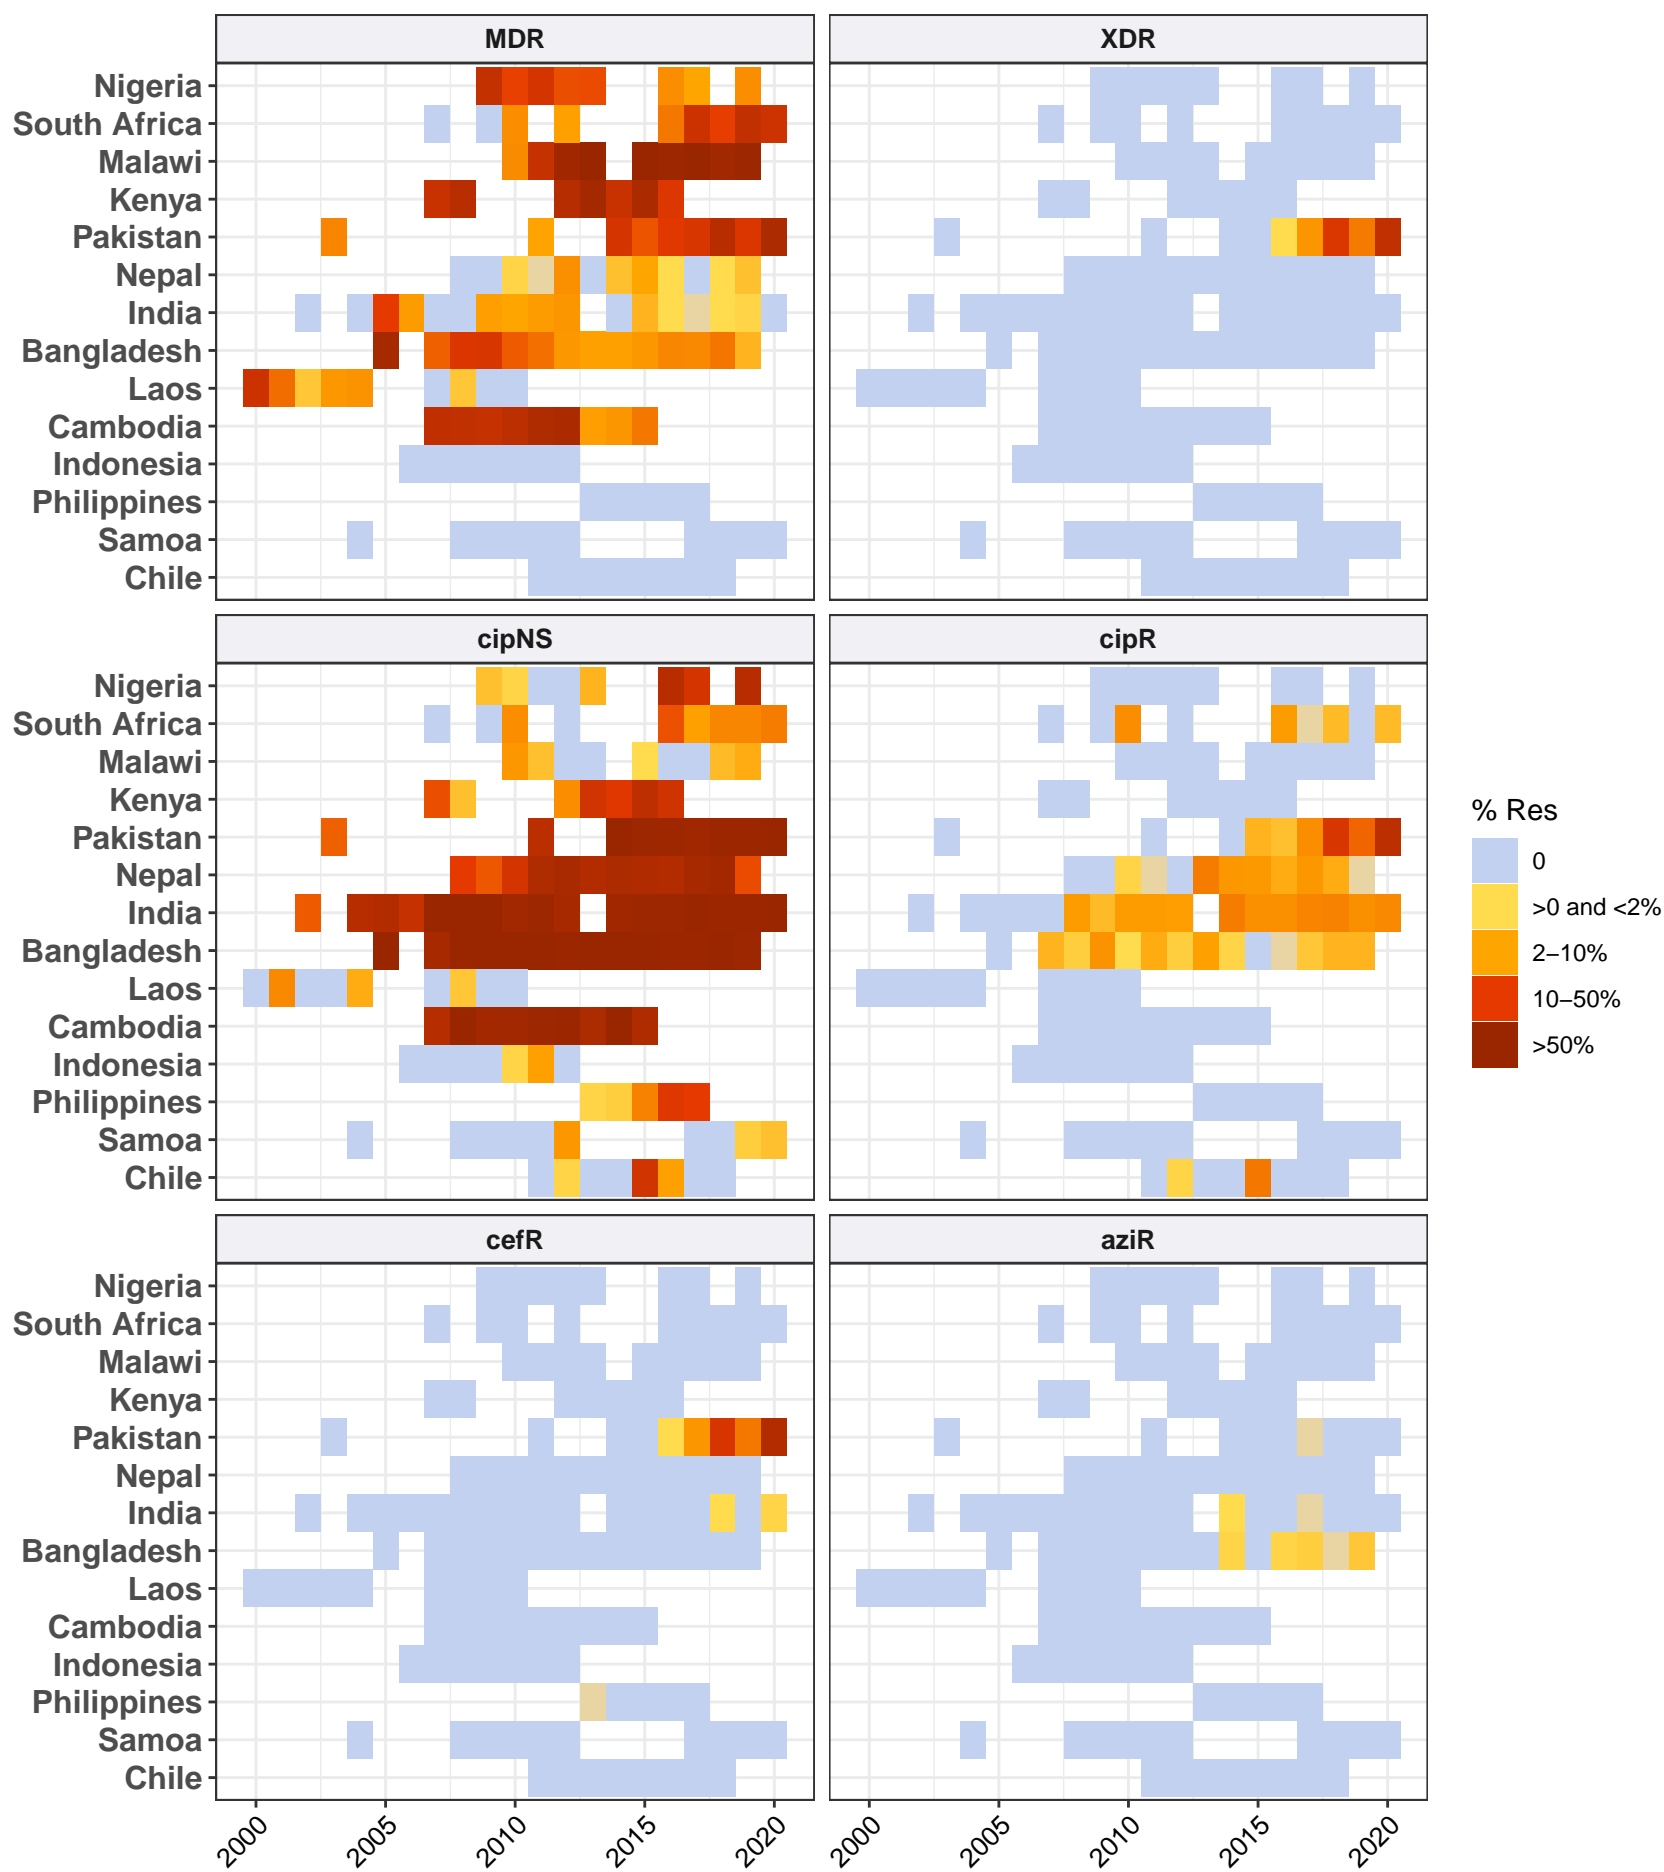 MDR
XDR
Nigeria
South Africa
Malawi
Kenya
Pakistan
Nepal
India
Bangladesh
Laos
Cambodia
Indonesia
Philippines
Samoa
Chile
cipNS
cipR
Nigeria
South Africa
Malawi
Kenya
Pakistan
Nepal
India
Bangladesh
Laos
Cambodia
Indonesia
Philippines
Samoa
Chile
% Res
0
>0 and <2%
2–10%
10–50%
>50%
cefR
aziR
Nigeria
South Africa
Malawi
Kenya
Pakistan
Nepal
India
Bangladesh
Laos
Cambodia
Indonesia
Philippines
Samoa
Chile
2000
2005
2010
2015
2020
2000
2005
2010
2015
2020